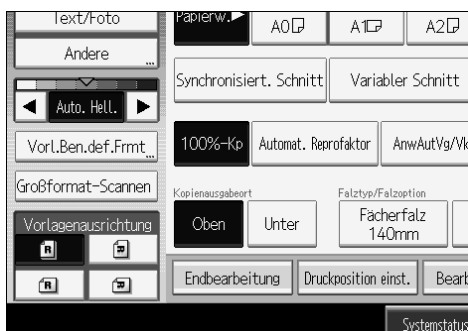 Text/Foto
Papierw.▶
A0
A1
A2
Andere
...
Synchronisiert. Schnitt
Variabler Schnitt
◀ Auto. Hell. ▶
Vorl.Ben.def.Frmt...
100%-Kp
Automat. Reprofaktor
AnwAutVg/Vk
Großformat-Scannen
Kopienausgabeort
Falztyp/Falzoption
Vorlagenausrichtung
Oben
Unter
Fächerfalz
140mm
R
R
R
R
Endbearbeitung
Druckposition einst.
Bearb
Systemstatus